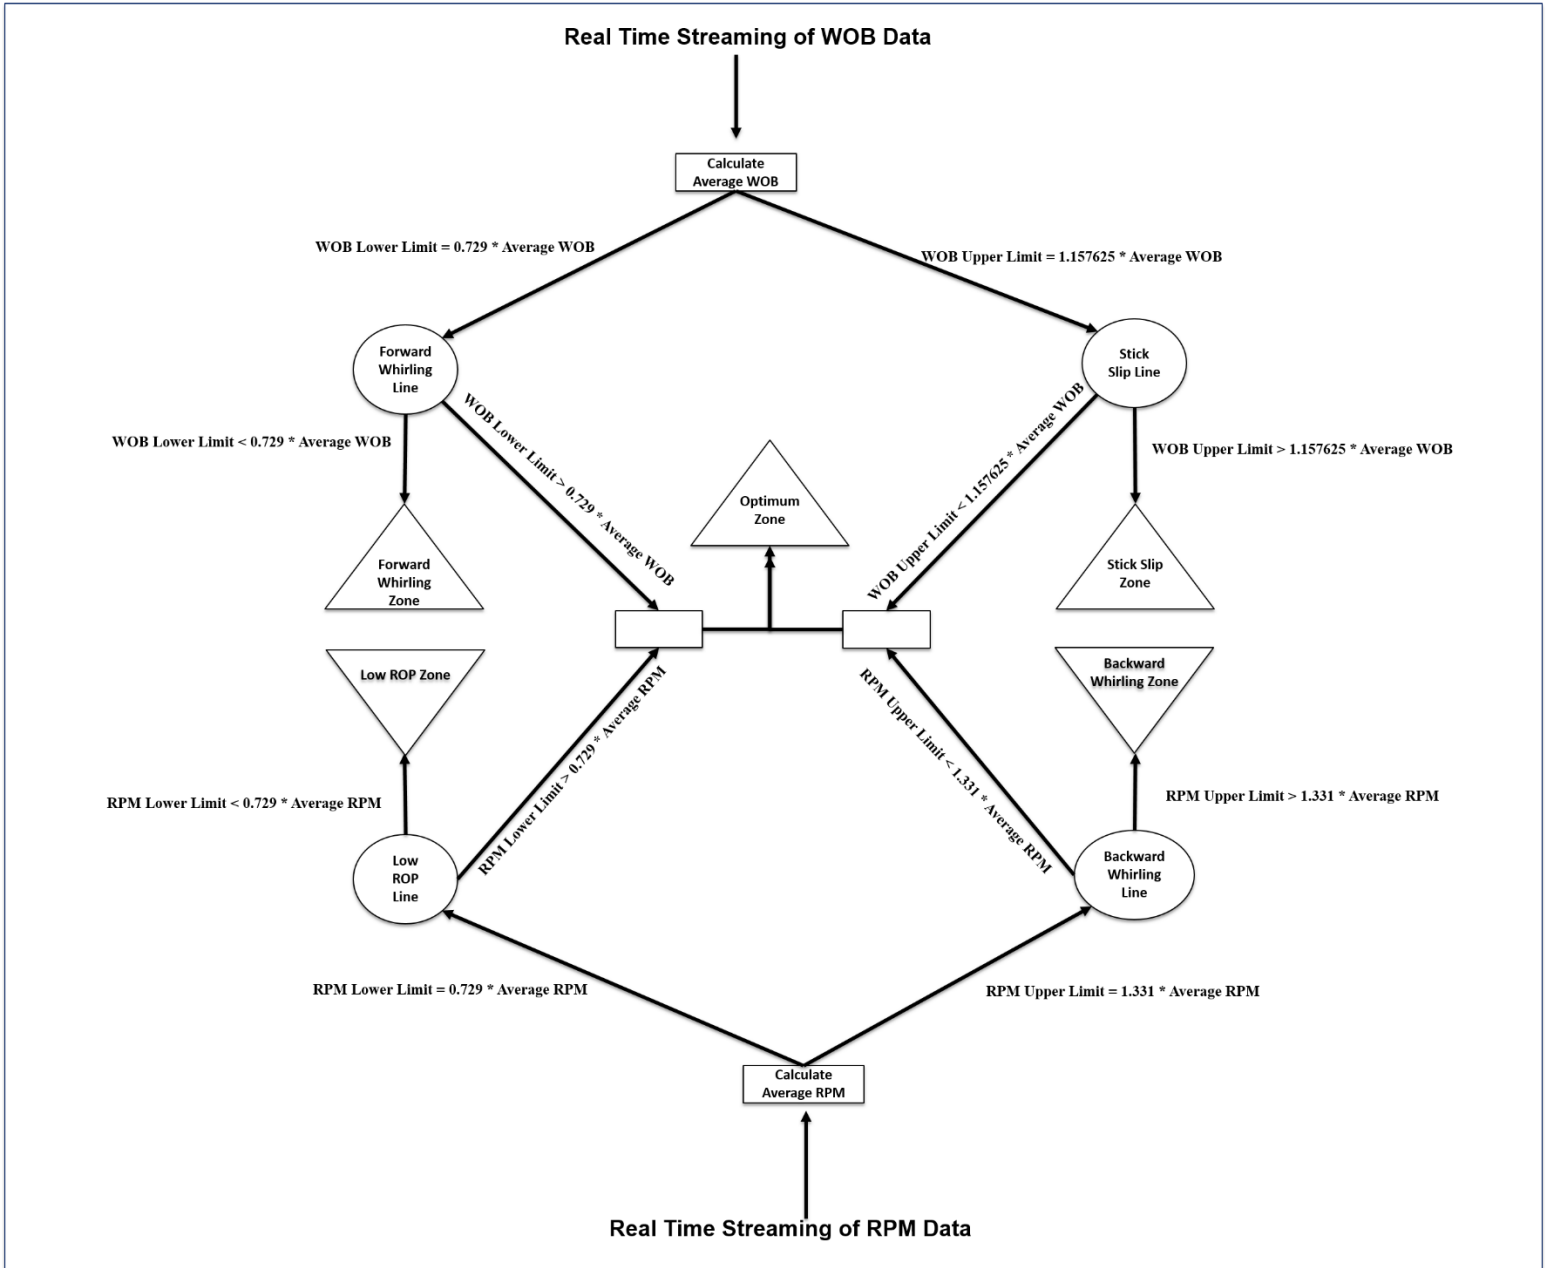 Real Time Streaming of WOB Data
Calculate
Average WOB
WOB Lower Limit = 0.729 * Average WOB
WOB Upper Limit = 1.157625 * Average WOB
Forward
Whirling
Line
Stick
Slip Line
WOB Lower Limit < 0.729 * Average WOB
WOB Lower Limit > 0.729 * Average WOB
WOB Upper Limit < 1.157625 * Average WOB
WOB Upper Limit > 1.157625 * Average WOB
Optimum
Zone
Forward
Whirling
Zone
Stick Slip
Zone
Low ROP Zone
Backward
Whirling Zone
RPM Lower Limit < 0.729 * Average RPM
RPM Lower Limit > 0.729 * Average RPM
RPM Upper Limit < 1.331 * Average RPM
RPM Upper Limit > 1.331 * Average RPM
Low
ROP
Line
Backward
Whirling
Line
RPM Lower Limit = 0.729 * Average RPM
RPM Upper Limit = 1.331 * Average RPM
Calculate
Average RPM
Real Time Streaming of RPM Data